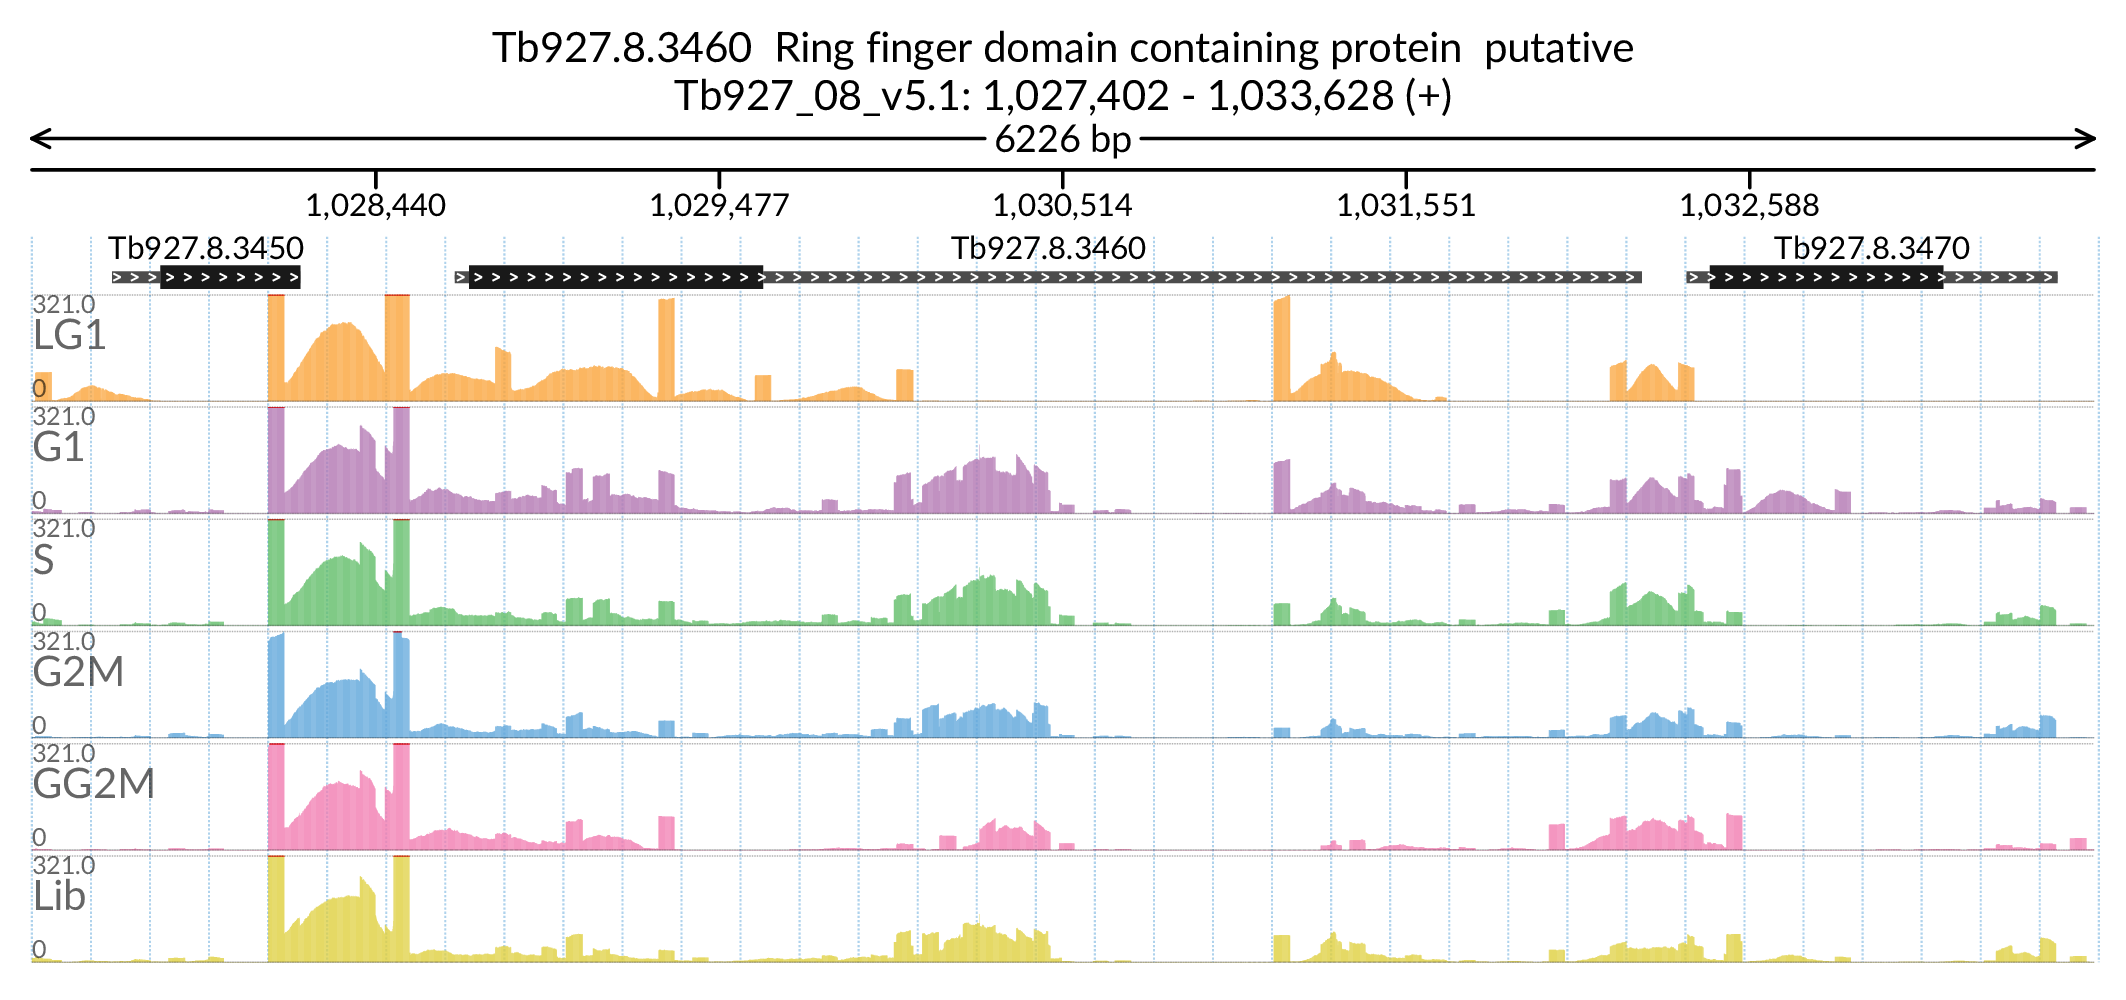 Tb927.8.3460 Ring finger domain containing protein putative
Tb927_08_v5.1: 1,027,402 - 1,033,628 (+)
6226 bp
1,028,440 1,029,477 1,030,514 1,031,551 1,032,588
Tb927.8.3450 Tb927.8.3460 Tb927.8.3470
321.0
LG1
0
321.0
G1
0
321.0
S
0
321.0
G2M
0
321.0
GG2M
0
321.0
Lib
0